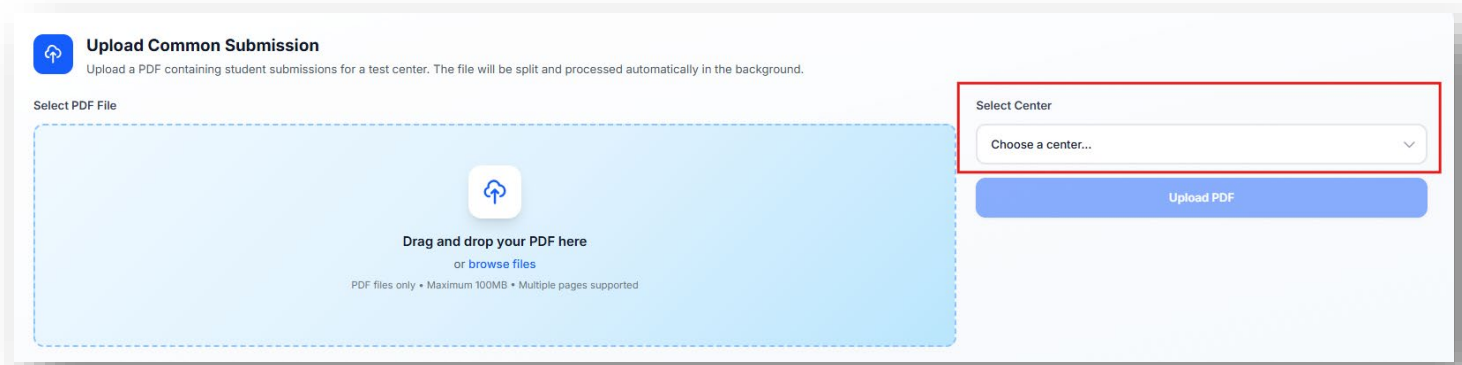 Upload Common Submission
Upload a PDF containing student submissions for a test center. The file will be split and processed automatically in the background.
Select PDF File
Drag and drop your PDF here
or browse files
PDF files only • Maximum 100MB • Multiple pages supported
Select Center
Choose a center...
Upload PDF